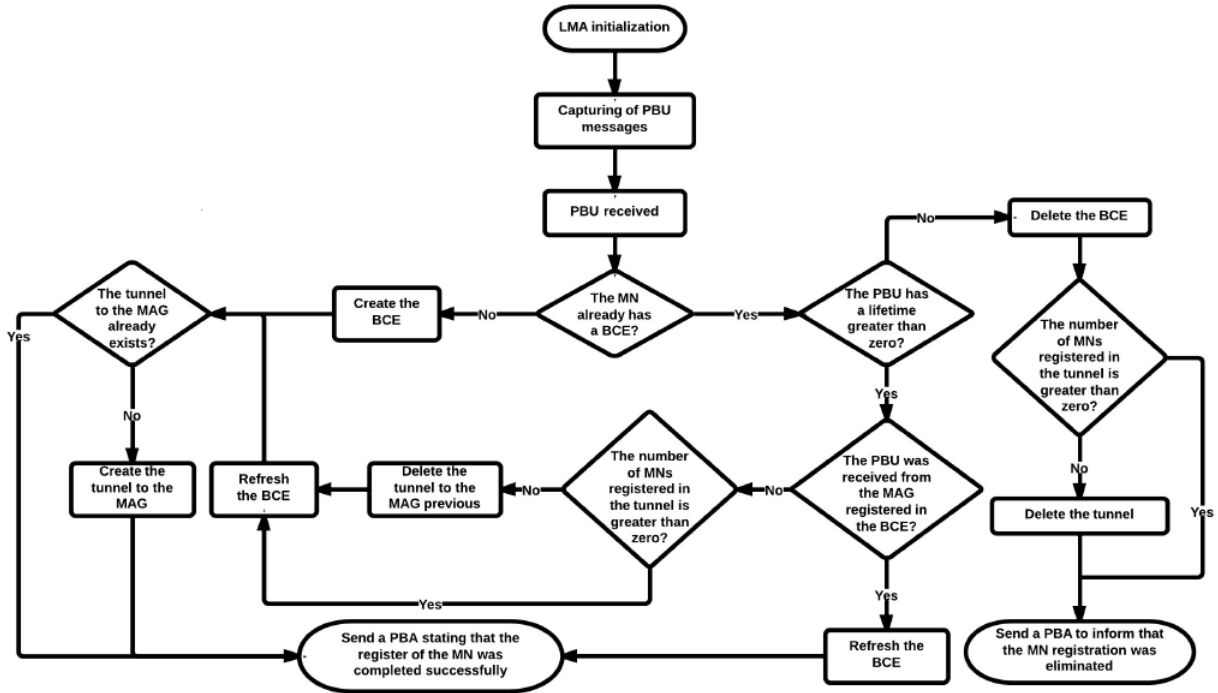 LMA initialization
Capturing of PBU
messages
PBU received
The MN
already has
a BCE?
No
Create the
BCE
The tunnel
to the MAG
already
exists?
Yes
No
Create the
tunnel to the
MAG
Yes
The PBU has
a lifetime
greater than
zero?
No
Delete the BCE
The number
of MNs
registered in
the tunnel is
greater than
zero?
No
Yes
Delete the tunnel
Send a PBA to inform that
the MN registration was
eliminated
Yes
The PBU was
received from
the MAG
registered in
the BCE?
No
The number
of MNs
registered in
the tunnel is
greater than
zero?
No
Delete the
tunnel to the
MAG previous
Refresh
the BCE
Yes
Yes
Refresh the
BCE
Send a PBA stating that the
register of the MN was
completed successfully